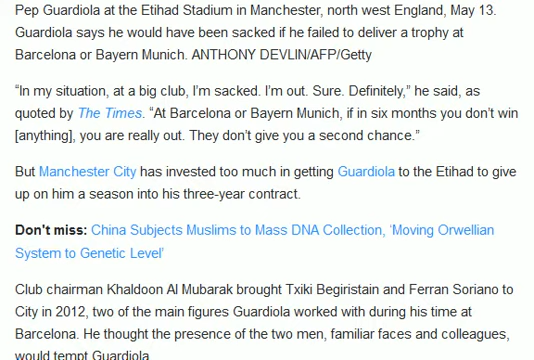 Pep Guardiola at the Etihad Stadium in Manchester, north west England, May 13.
Guardiola says he would have been sacked if he failed to deliver a trophy at
Barcelona or Bayern Munich. ANTHONY DEVLIN/AFP/Getty
“In my situation, at a big club, I’m sacked. I’m out. Sure. Definitely,” he said, as
quoted by The Times. “At Barcelona or Bayern Munich, if in six months you don’t win
[anything], you are really out. They don’t give you a second chance.”
But Manchester City has invested too much in getting Guardiola to the Etihad to give
up on him a season into his three-year contract.
Don't miss: China Subjects Muslims to Mass DNA Collection, ‘Moving Orwellian
System to Genetic Level’
Club chairman Khaldoon Al Mubarak brought Txiki Begiristain and Ferran Soriano to
City in 2012, two of the main figures Guardiola worked with during his time at
Barcelona. He thought the presence of the two men, familiar faces and colleagues,
would tempt Guardiola